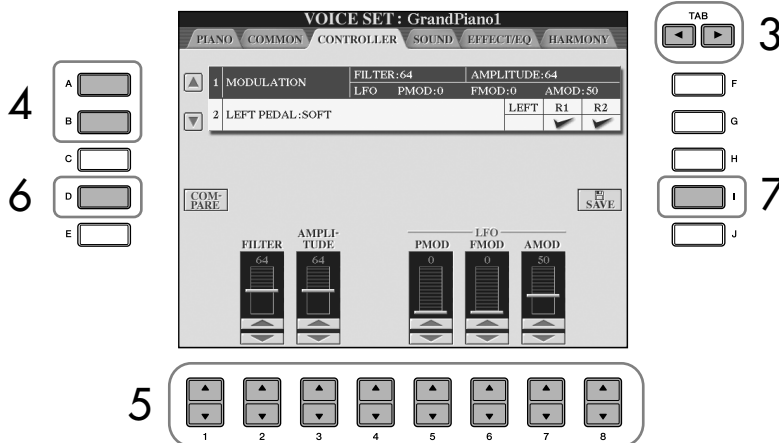 VOICE SET : GrandPiano1
TAB
3
PIANO COMMON CONTROLLER SOUND EFFECT/EQ HARMONY
4
A
B
C
6
D
E
1 MODULATION FILTER:64 AMPLITUDE:64
LFO PMOD:0 FMOD:0 AMOD:50
2 LEFT PEDAL:SOFT LEFT R1 R2
COM-
PARE
SAVE
F
G
H
I
7
J
FILTER AMPLI-
TUDE LFO
PMOD FMOD AMOD
64 64 0 0 50
5
1 2 3 4 5 6 7 8